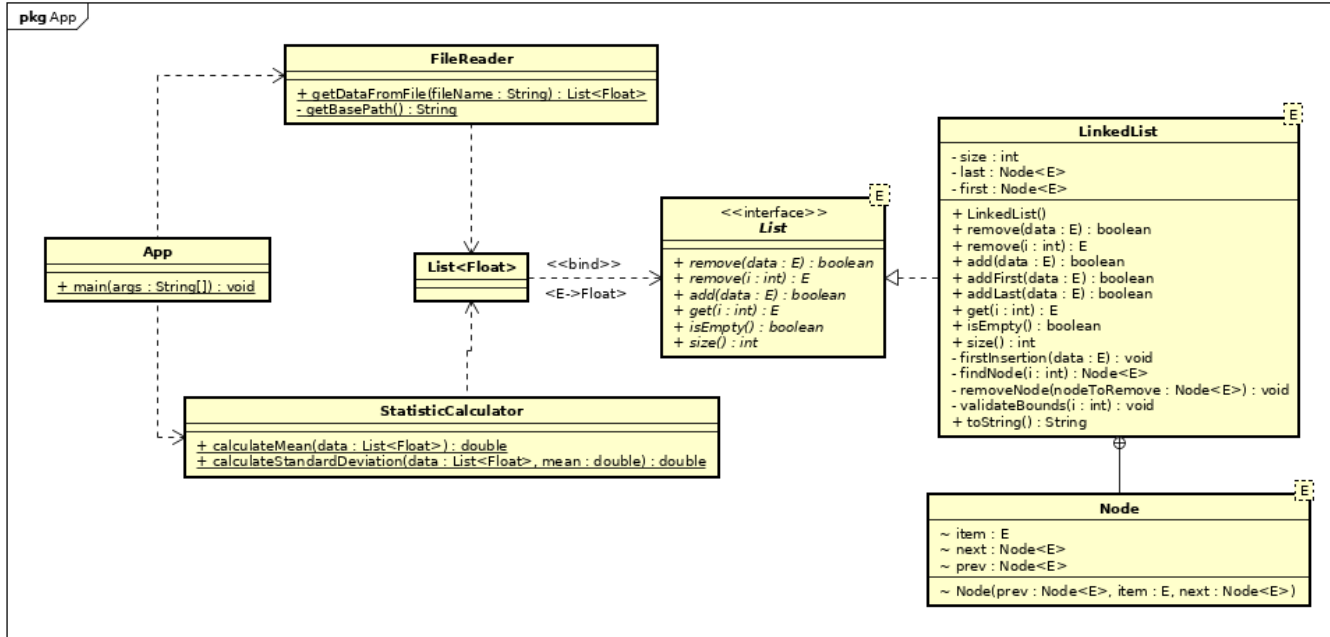 pkg App
FileReader
+ getDataFromFile(fileName : String) : List<Float>
- getBasePath() : String
App
+ main(args : String[]) : void
List<Float>
<<bind>>
<E->Float>
StatisticCalculator
+ calculateMean(data : List<Float>) : double
+ calculateStandardDeviation(data : List<Float>, mean : double) : double
E
<<interface>>
List
+ remove(data : E) : boolean
+ remove(i : int) : E
+ add(data : E) : boolean
+ get(i : int) : E
+ isEmpty() : boolean
+ size() : int
E
LinkedList
- size : int
- last : Node<E>
- first : Node<E>
+ LinkedList()
+ remove(data : E) : boolean
+ remove(i : int) : E
+ add(data : E) : boolean
+ addFirst(data : E) : boolean
+ addLast(data : E) : boolean
+ get(i : int) : E
+ isEmpty() : boolean
+ size() : int
- firstInsertion(data : E) : void
- findNode(i : int) : Node<E>
- removeNode(nodeToRemove : Node<E>) : void
- validateBounds(i : int) : void
+ toString() : String
E
Node
~ item : E
~ next : Node<E>
~ prev : Node<E>
~ Node(prev : Node<E>, item : E, next : Node<E>)